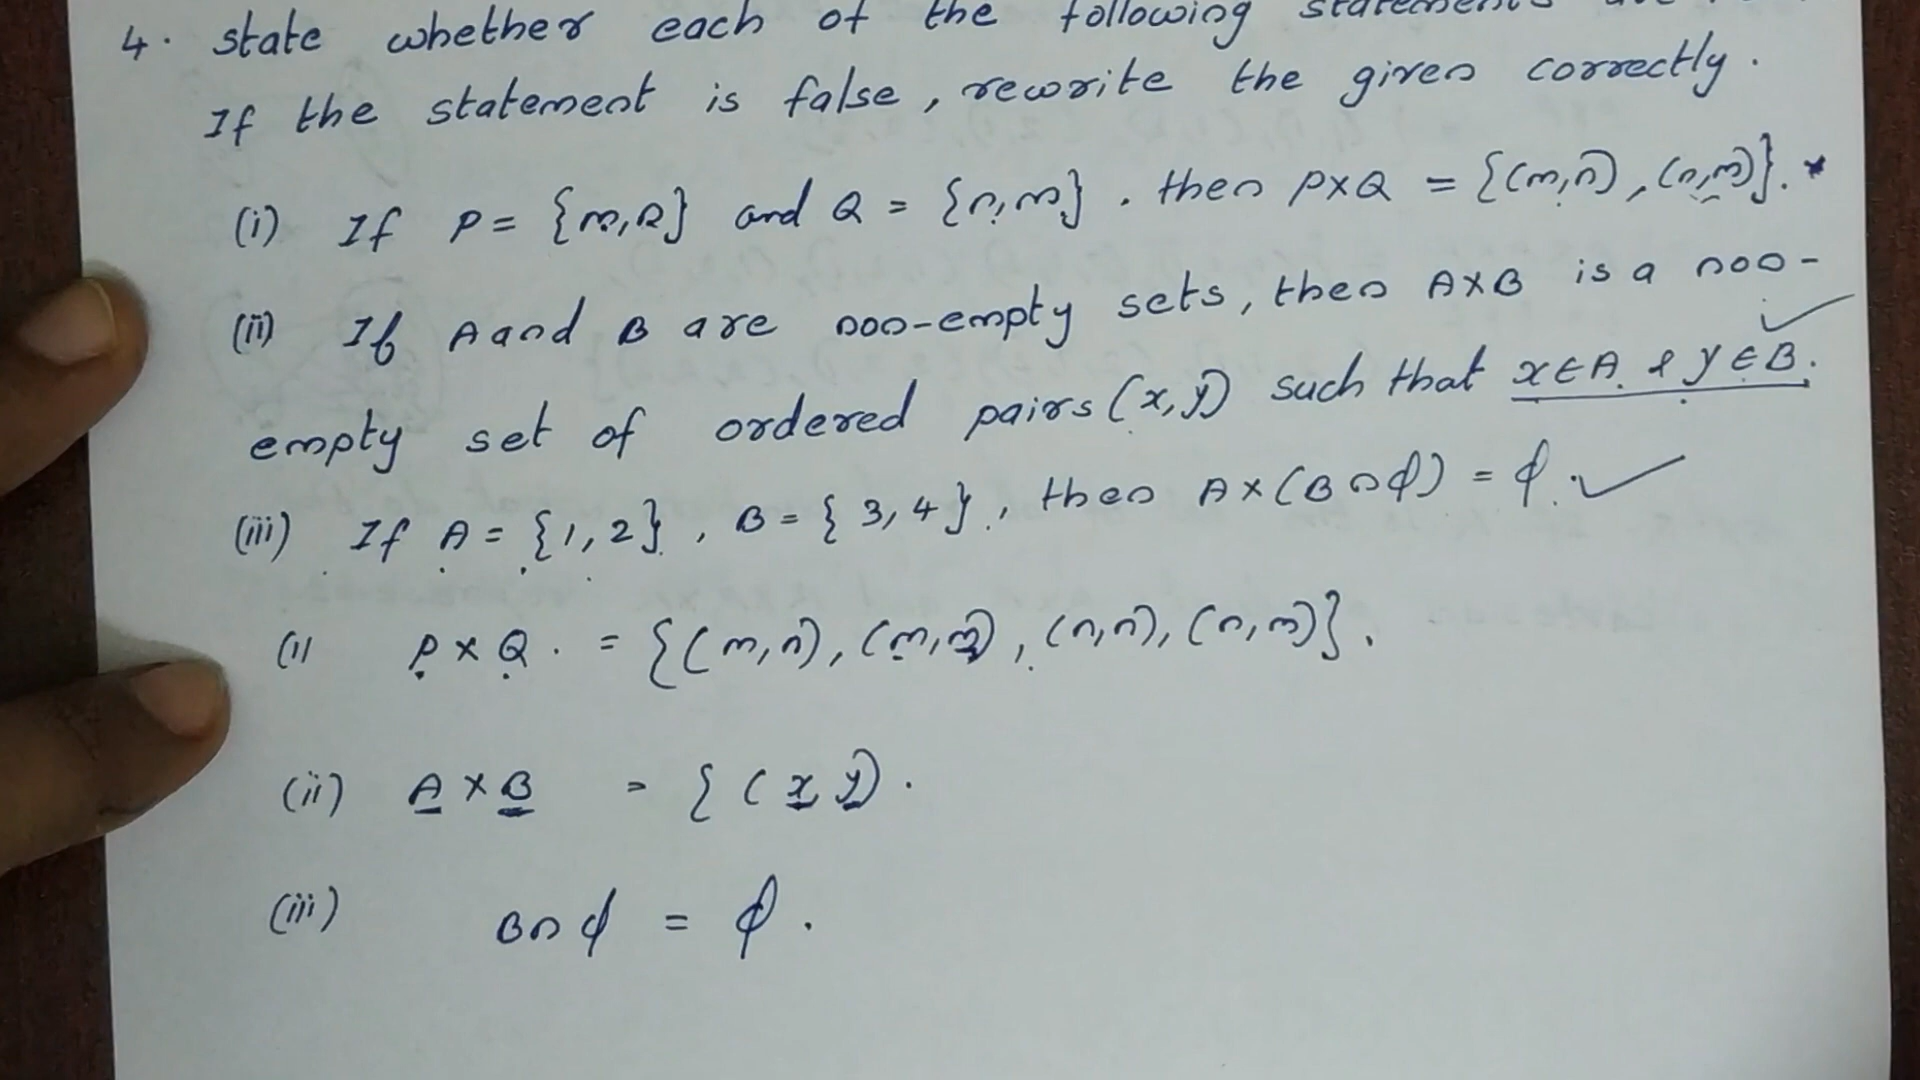 4. state whether each of the following statements
If the statement is false, rewrite the given correctly.
(i) If P = {m,n} and Q = {n,m}. then P×Q = {(m,n), (n,m)}.
(ii) If A and B are non-empty sets, then A×B is a non-
empty set of ordered pairs (x,y) such that x∈A & y∈B.
(iii) If A = {1,2}, B = {3,4}, then A×(B∩ϕ) = ϕ. ✓
(i) P × Q. = {(m,n), (m,m), (n,n), (n,m)}.
(ii) A × B = {(x y).
(iii) B∩ϕ = ϕ.